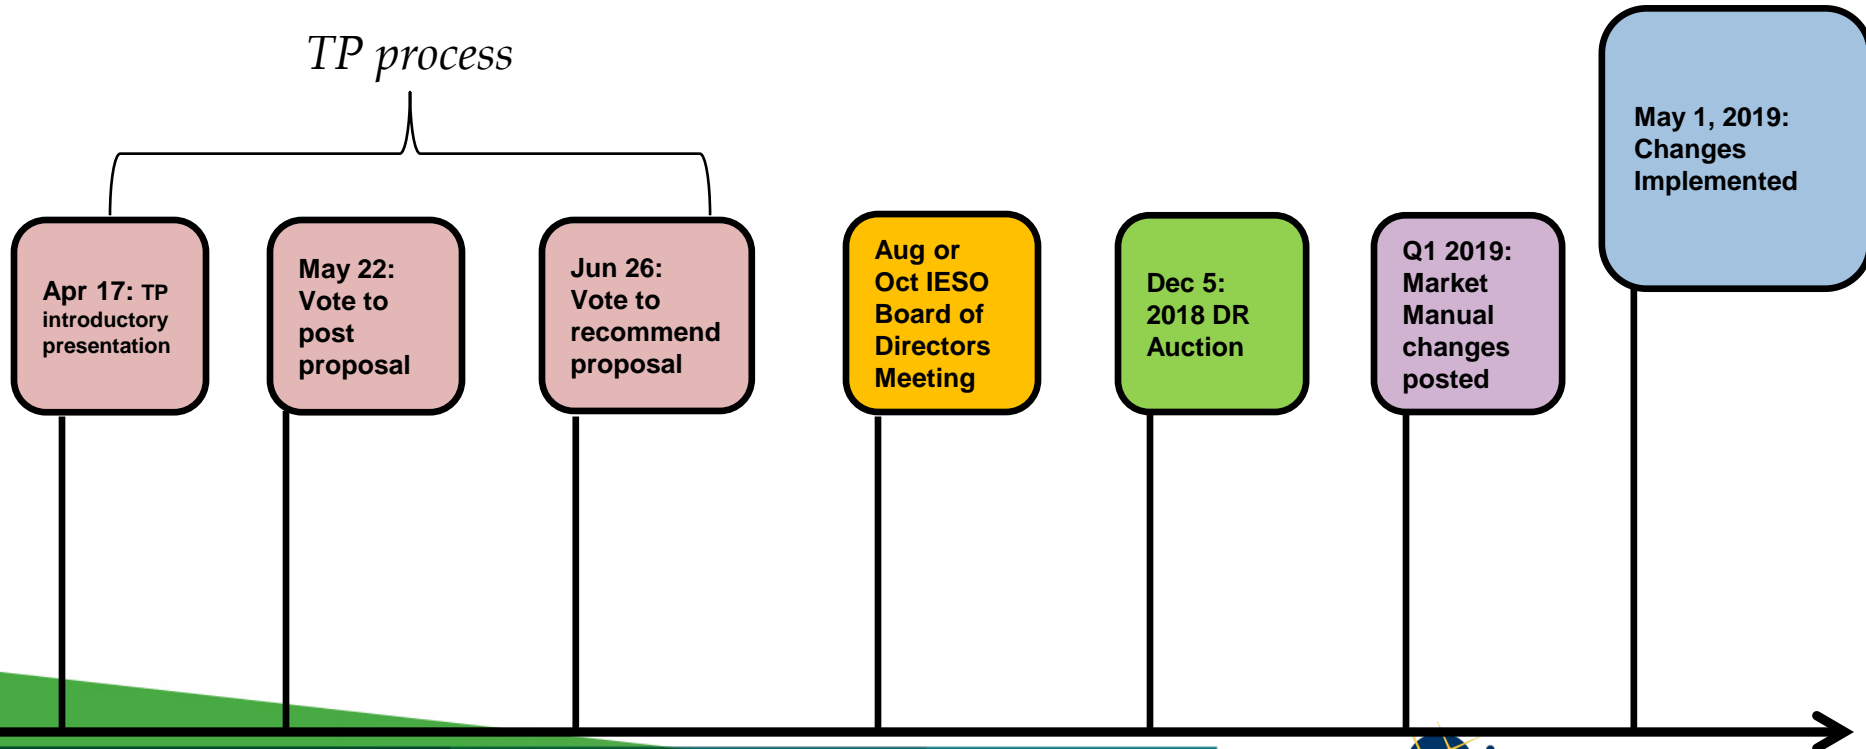 TP process
Apr 17: TP
introductory
presentation
May 22:
Vote to
post
proposal
Jun 26:
Vote to
recommend
proposal
Aug or
Oct IESO
Board of
Directors
Meeting
Dec 5:
2018 DR
Auction
Q1 2019:
Market
Manual
changes
posted
May 1, 2019:
Changes
Implemented